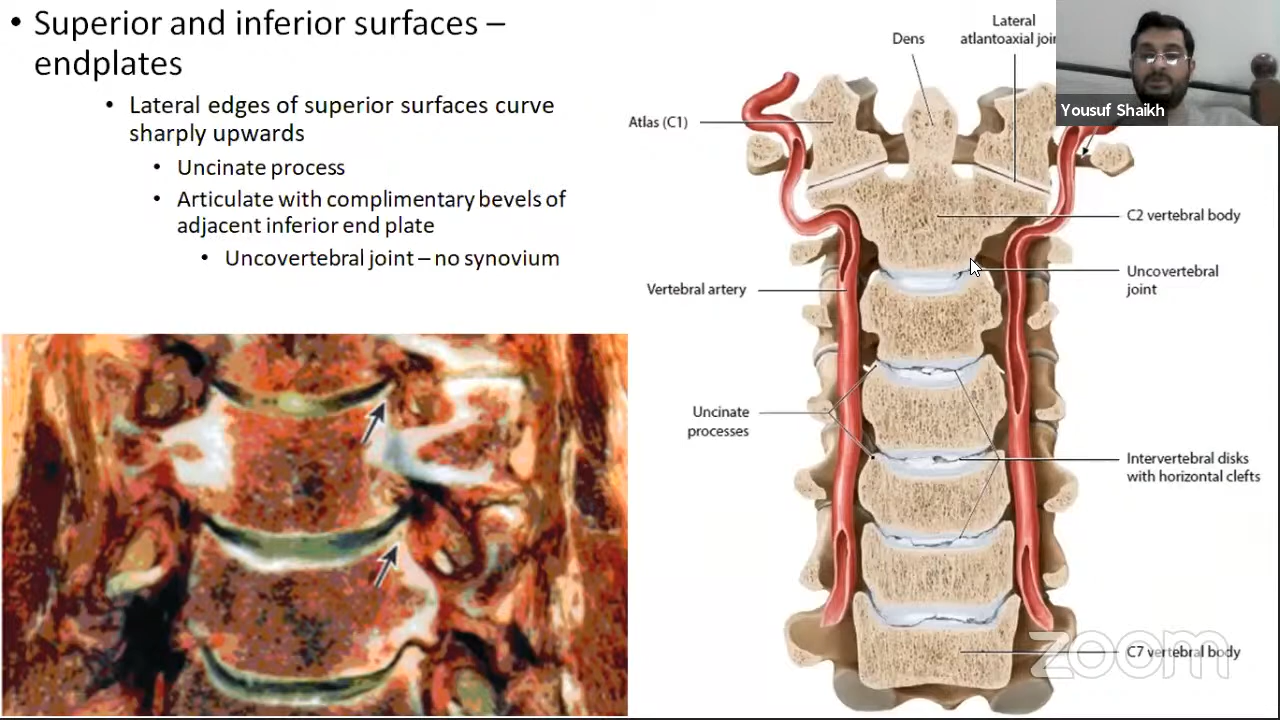 • Superior and inferior surfaces –
endplates
• Lateral edges of superior surfaces curve
sharply upwards
• Uncinate process
• Articulate with complimentary bevels of
adjacent inferior end plate
• Uncovertebral joint – no synovium
Lateral
Dens
atlantoaxial
Atlas (C1)
Yousuf Shaikh
C2 vertebral body
Uncovertebral
joint
Vertebral artery
Uncinate
processes
Intervertebral disks
with horizontal clefts
C7 vertebral body
zoom